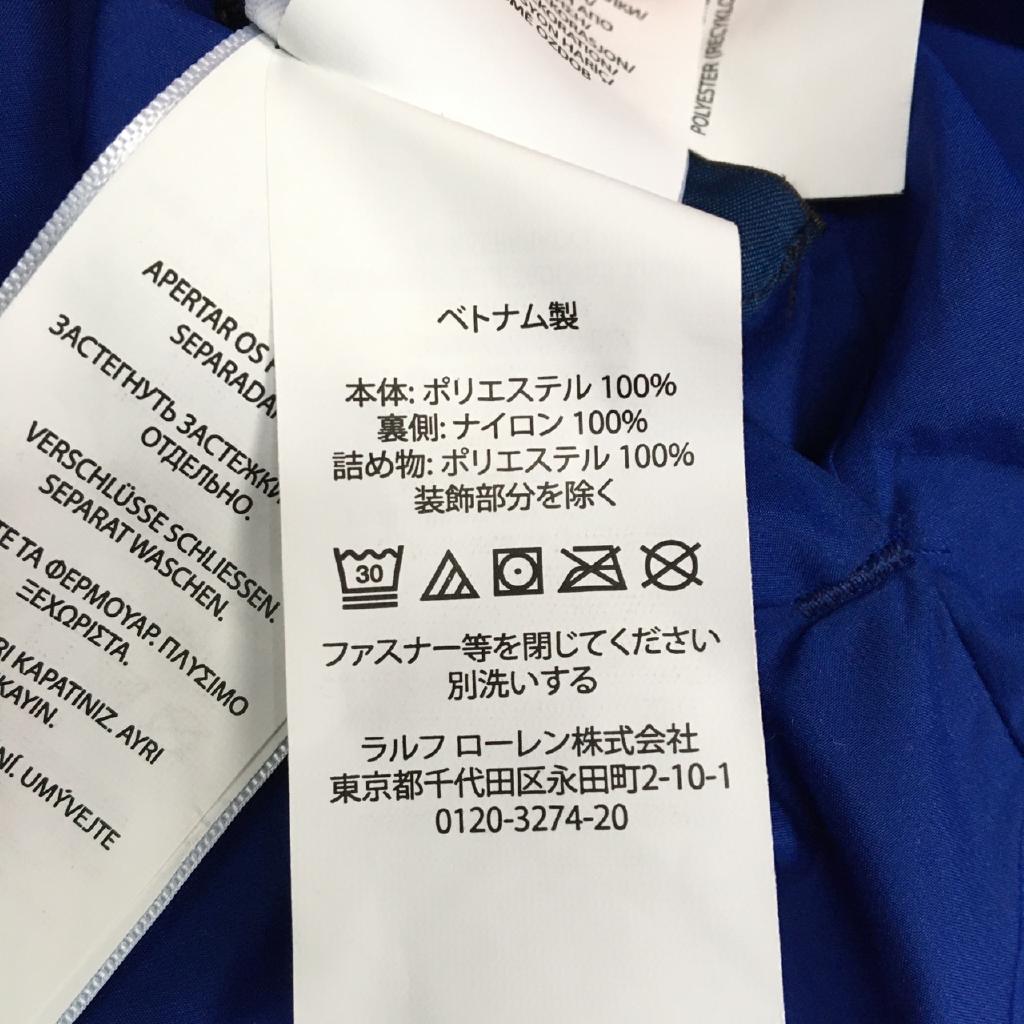 POLYESTER (RECYCL
OZDOB
APERTAR OS
ЗАСТЕГНУТЬ ЗАСТЕЖКИ
ОТДЕЛЬНО.
VERSCHLÜSSE SCHLIESSEN.
SEPARAT WASCHEN.
ΤΑ ΦΕΡΜΟΥΑΡ. ΠΛΥΣΙΜΟ
ΞΕΧΩΡΙΣΤΑ.
KAPATINIZ. AYRI
UMÝVEJTE
ベトナム製
本体: ポリエステル 100%
裏側: ナイロン 100%
詰め物: ポリエステル 100%
装飾部分を除く
30
ファスナー等を閉じてください
別洗いする
ラルフ ローレン株式会社
東京都千代田区永田町2-10-1
0120-3274-20